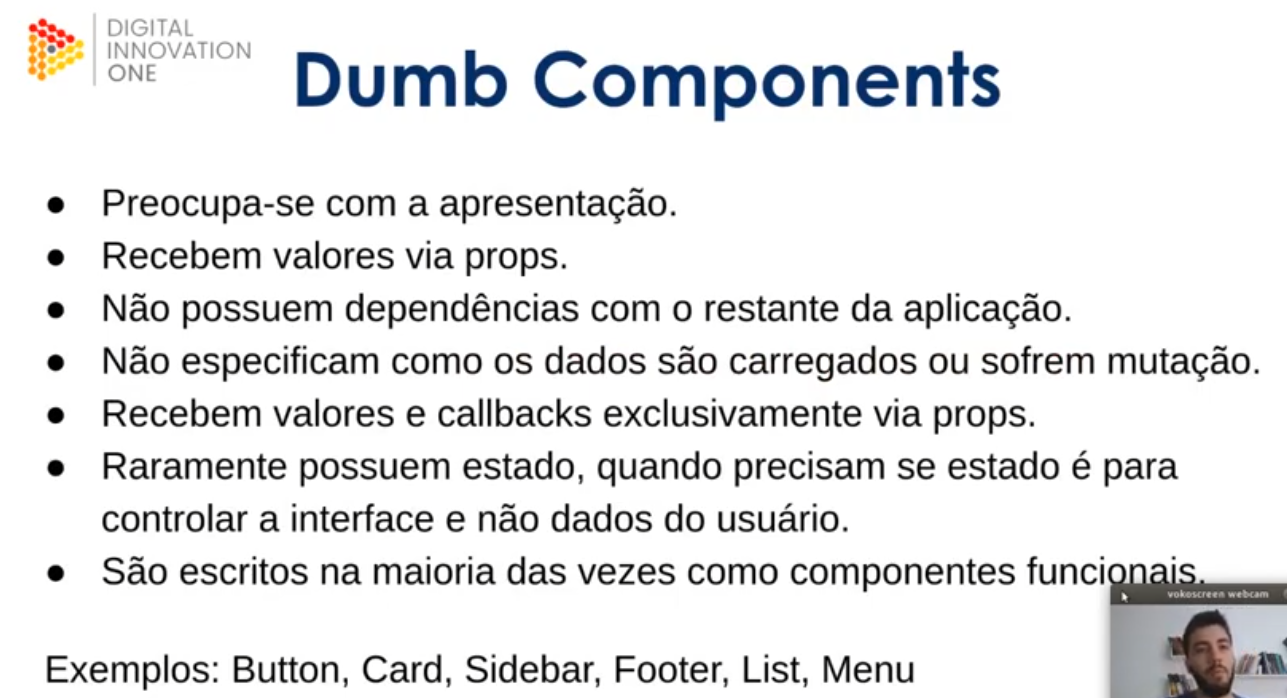 DIGITAL
INNOVATION
ONE
Dumb Components
● Preocupa-se com a apresentação.
● Recebem valores via props.
● Não possuem dependências com o restante da aplicação.
● Não especificam como os dados são carregados ou sofrem mutação.
● Recebem valores e callbacks exclusivamente via props.
● Raramente possuem estado, quando precisam se estado é para
controlar a interface e não dados do usuário.
● São escritos na maioria das vezes como componentes funcionais.
vokoscreen webcam
Exemplos: Button, Card, Sidebar, Footer, List, Menu